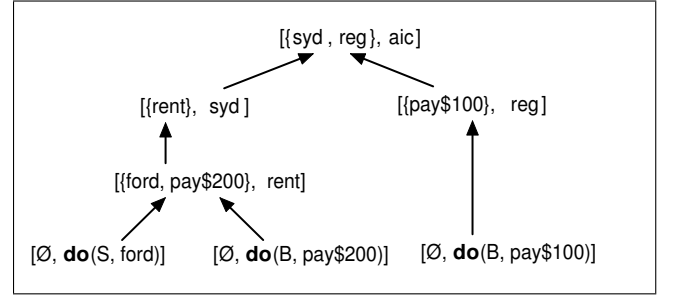 [{syd , reg}, aic]
[{rent}, syd ]
[{pay$100}, reg]
[{ford, pay$200}, rent]
[Ø, do(S, ford)]
[Ø, do(B, pay$200)]
[Ø, do(B, pay$100)]